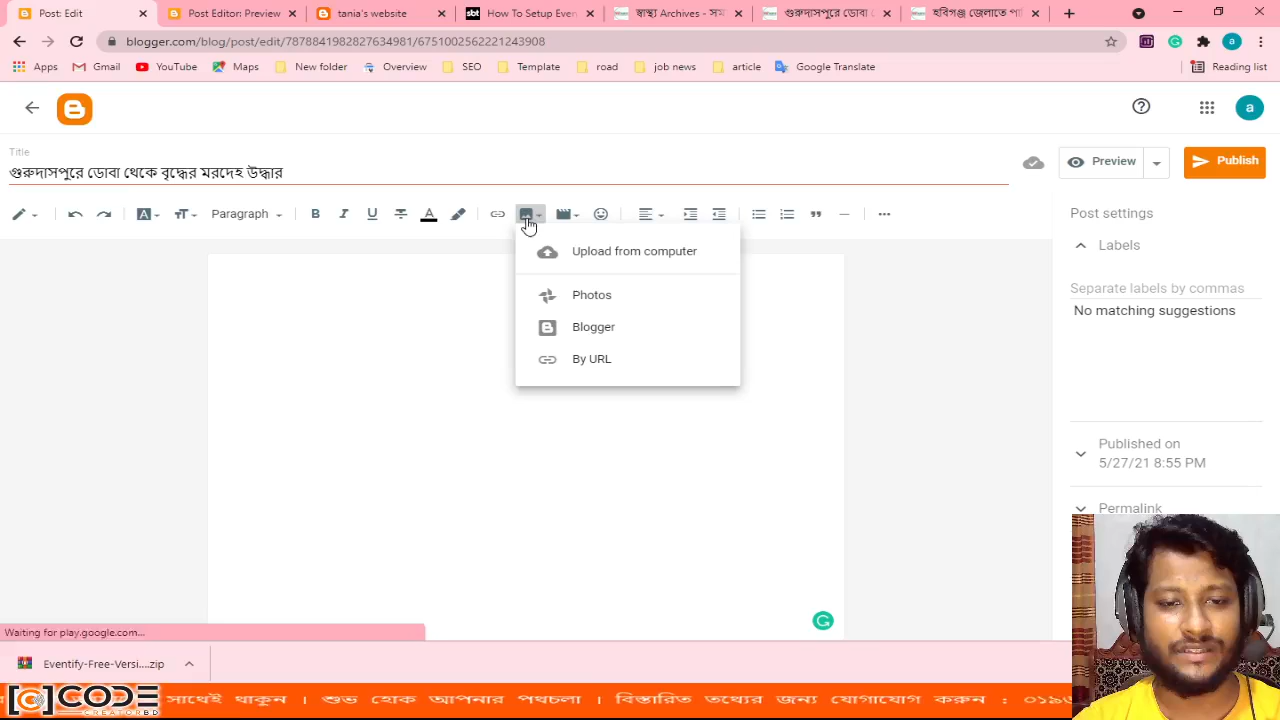 Post: Edit
Post Editor: Preview
tania's website
How To Setup Ever
স্বাস্থ্য Archives - সম
গুরুদাসপুরে ডোবা
হবিগঞ্জ জেলাতে পা
blogger.com/blog/post/edit/7878841982827634981/6751002562221243908
Apps
Gmail
YouTube
Maps
New folder
Overview
SEO
Template
road
job news
article
Google Translate
Reading list
Title
গুরুদাসপুরে ডোবা থেকে বৃদ্ধের মরদেহ উদ্ধার
Preview
Publish
Paragraph
Post settings
Labels
Separate labels by commas
No matching suggestions
Upload from computer
Photos
Blogger
By URL
Published on
5/27/21 8:55 PM
Permalink
Waiting for play.google.com...
Eventify-Free-Versi....zip
CODE
CREATORBD
সাথেই থাকুন । শুভ হোক আপনার পথচলা । বিস্তারিত তথ্যের জন্য যোগাযোগ করুন : ০১৯